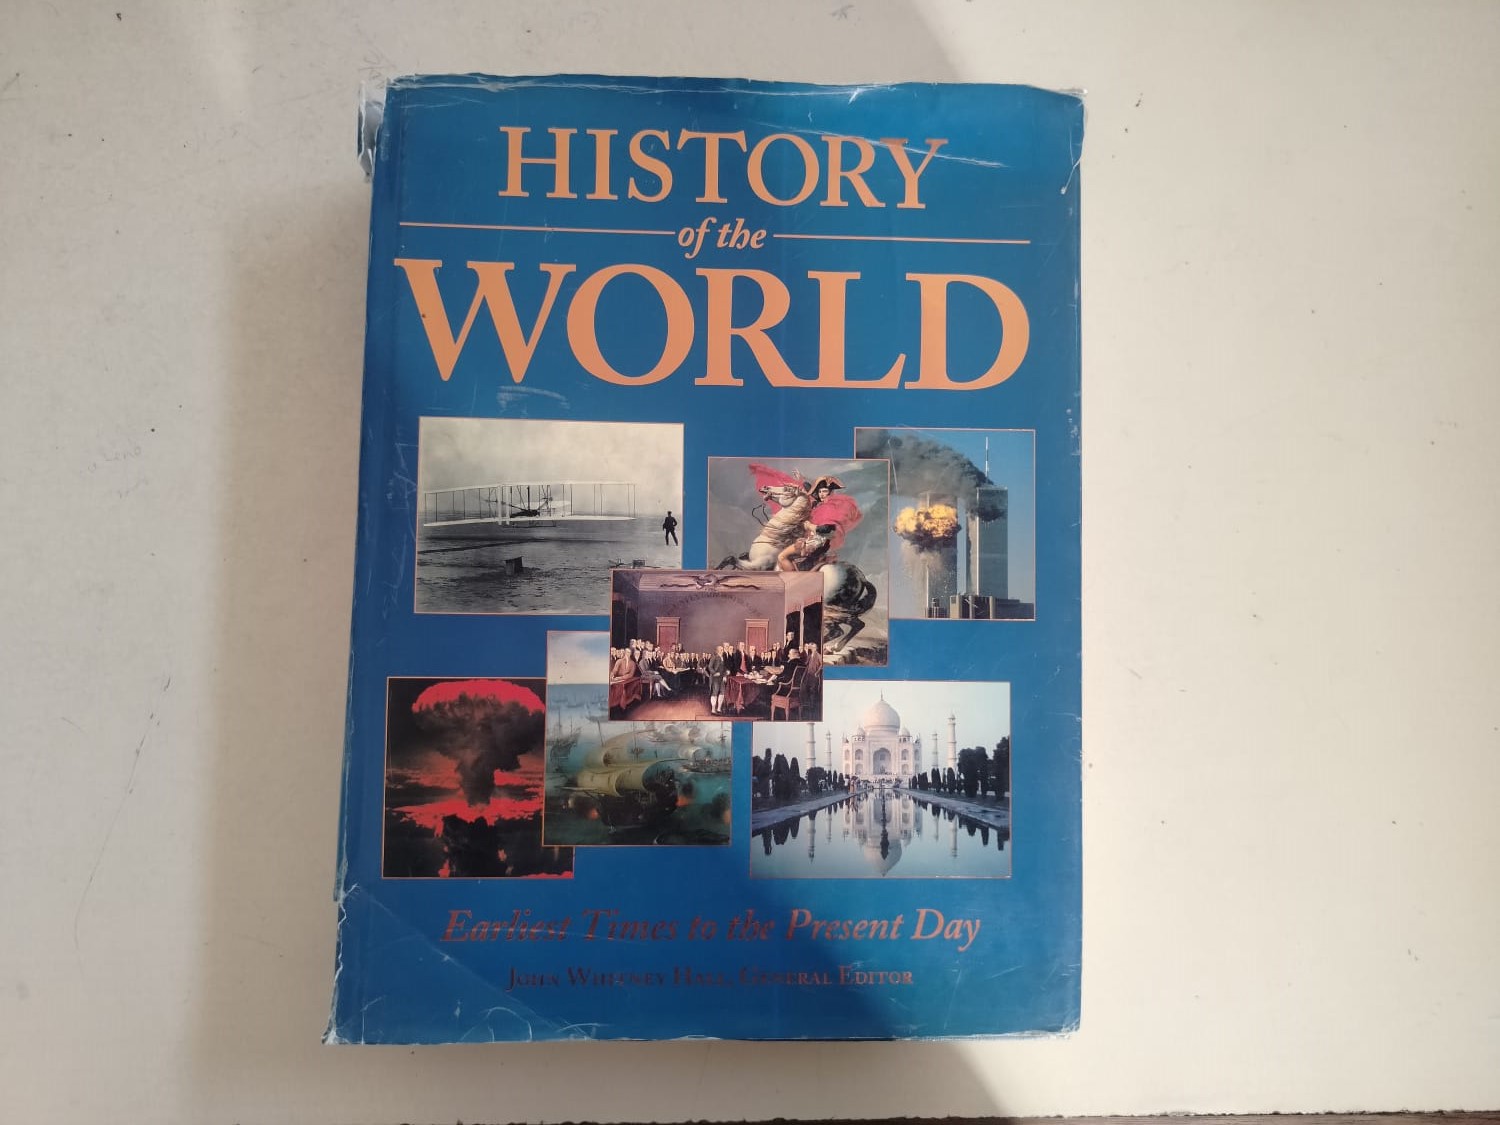 HISTORY
of the
WORLD
Earliest Times to the Present Day
JOHN WHITNEY HALL, GENERAL EDITOR